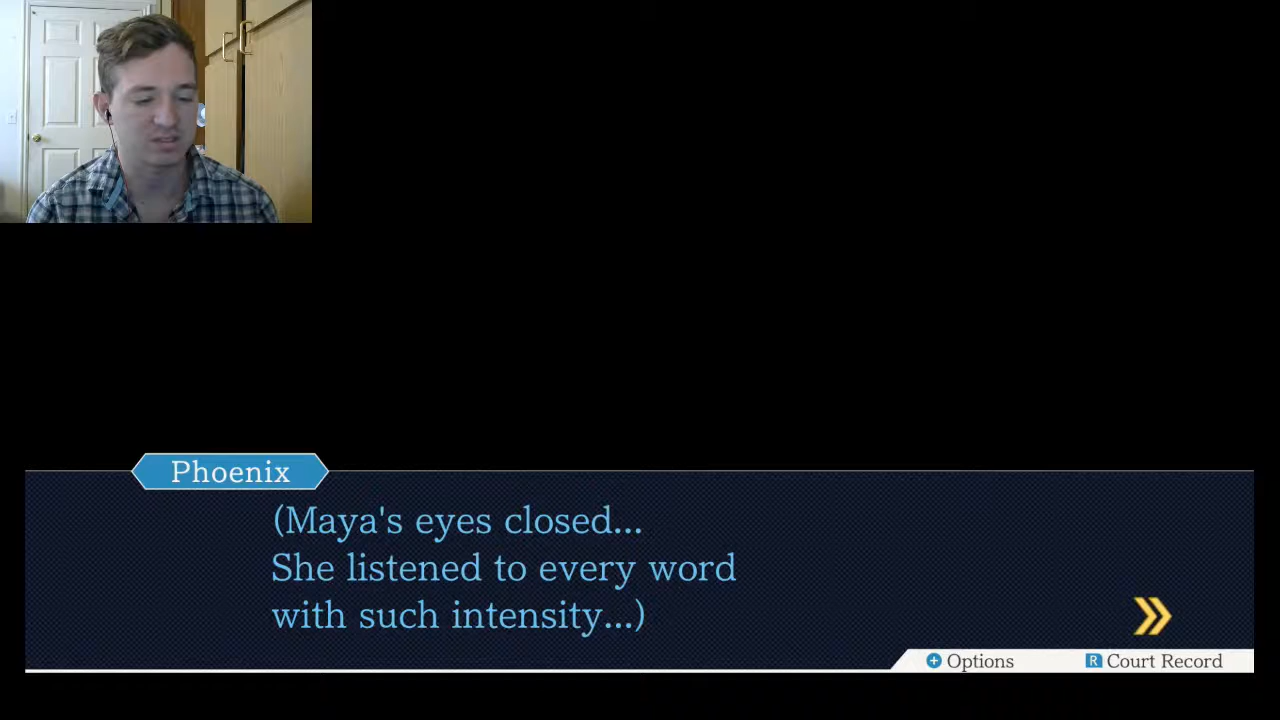 Phoenix
(Maya's eyes closed...
She listened to every word
with such intensity...)
+ Options
R Court Record